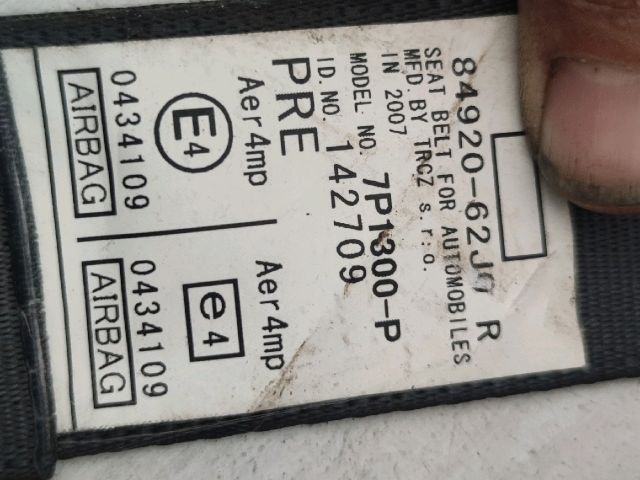 84920-62J0 R
SEAT BELT FOR AUTOMOBILES
MFD. BY TRCZ s.r.o.
IN 2007
MODEL NO. 7P1300-P
ID. NO. 142709
PRE
Aer4mp Aer4mp
E4 e4
0434109 0434109
AIRBAG AIRBAG